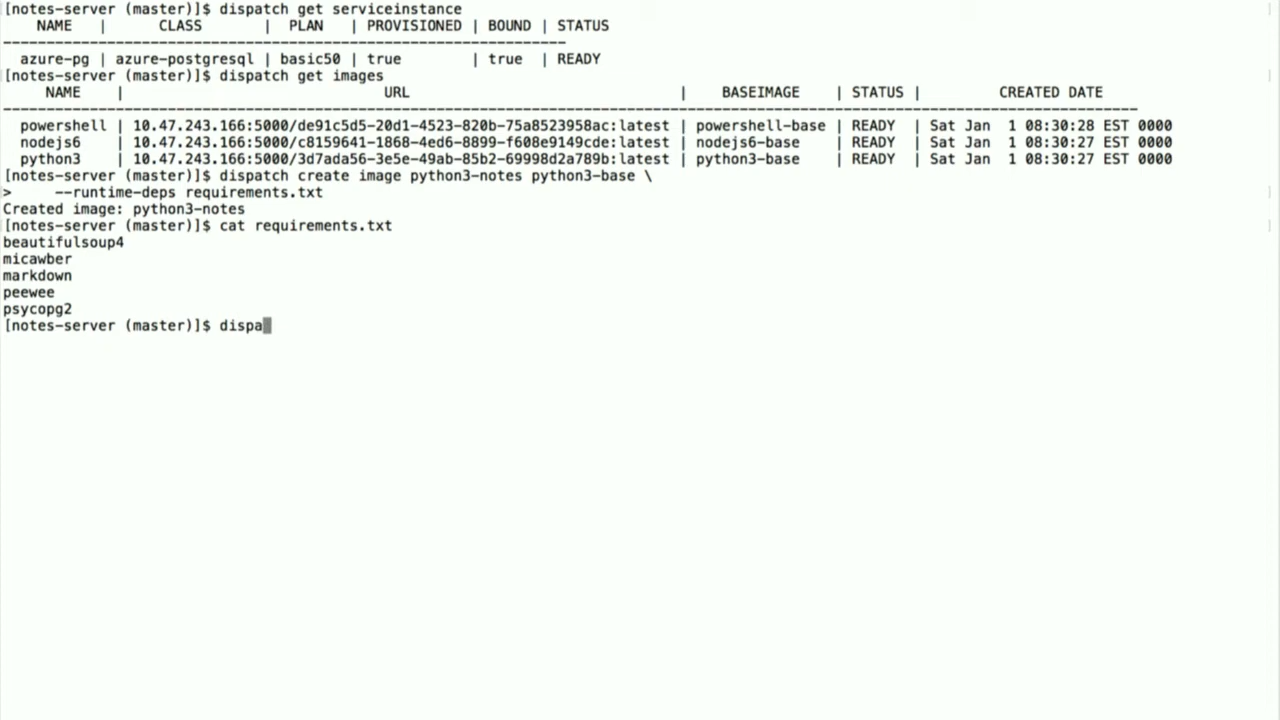 [notes-server (master)]$ dispatch get serviceinstance
NAME | CLASS | PLAN | PROVISIONED | BOUND | STATUS
-----------------------------------------------------------------
azure-pg | azure-postgresql | basic50 | true | true | READY
[notes-server (master)]$ dispatch get images
NAME | URL | BASEIMAGE | STATUS | CREATED DATE
-----------------------------------------------------------------------------------------------------------------------------------
powershell | 10.47.243.166:5000/de91c5d5-20d1-4523-820b-75a8523958ac:latest | powershell-base | READY | Sat Jan 1 08:30:28 EST 0000
nodejs6 | 10.47.243.166:5000/c8159641-1868-4ed6-8899-f608e9149cde:latest | nodejs6-base | READY | Sat Jan 1 08:30:27 EST 0000
python3 | 10.47.243.166:5000/3d7ada56-3e5e-49ab-85b2-69998d2a789b:latest | python3-base | READY | Sat Jan 1 08:30:27 EST 0000
[notes-server (master)]$ dispatch create image python3-notes python3-base \
> --runtime-deps requirements.txt
Created image: python3-notes
[notes-server (master)]$ cat requirements.txt
beautifulsoup4
micawber
markdown
peewee
psycopg2
[notes-server (master)]$ dispa